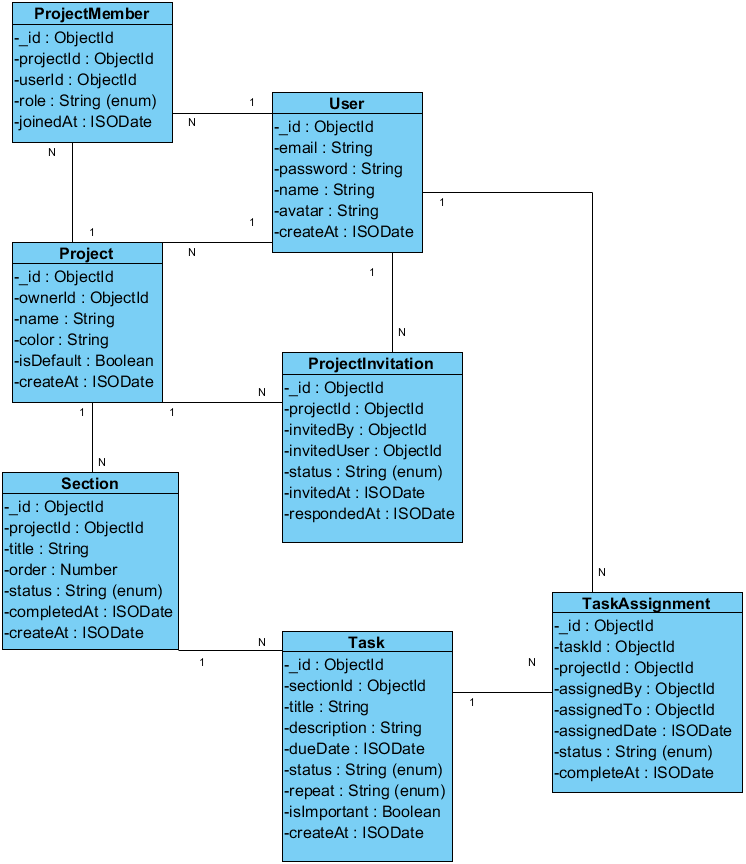 ProjectMember
-_id : ObjectId
-projectId : ObjectId
-userId : ObjectId
-role : String (enum)
-joinedAt : ISODate
1
N
User
-_id : ObjectId
-email : String
-password : String
-name : String
-avatar : String
-createAt : ISODate
N
1
1
N
1
1
N
N
Project
-_id : ObjectId
-ownerId : ObjectId
-name : String
-color : String
-isDefault : Boolean
-createAt : ISODate
N
1
1
N
ProjectInvitation
-_id : ObjectId
-projectId : ObjectId
-invitedBy : ObjectId
-invitedUser : ObjectId
-status : String (enum)
-invitedAt : ISODate
-respondedAt : ISODate
Section
-_id : ObjectId
-projectId : ObjectId
-title : String
-order : Number
-status : String (enum)
-completedAt : ISODate
-createAt : ISODate
N
1
Task
-_id : ObjectId
-sectionId : ObjectId
-title : String
-description : String
-dueDate : ISODate
-status : String (enum)
-repeat : String (enum)
-isImportant : Boolean
-createAt : ISODate
N
1
N
TaskAssignment
-_id : ObjectId
-taskId : ObjectId
-projectId : ObjectId
-assignedBy : ObjectId
-assignedTo : ObjectId
-assignedDate : ISODate
-status : String (enum)
-completeAt : ISODate